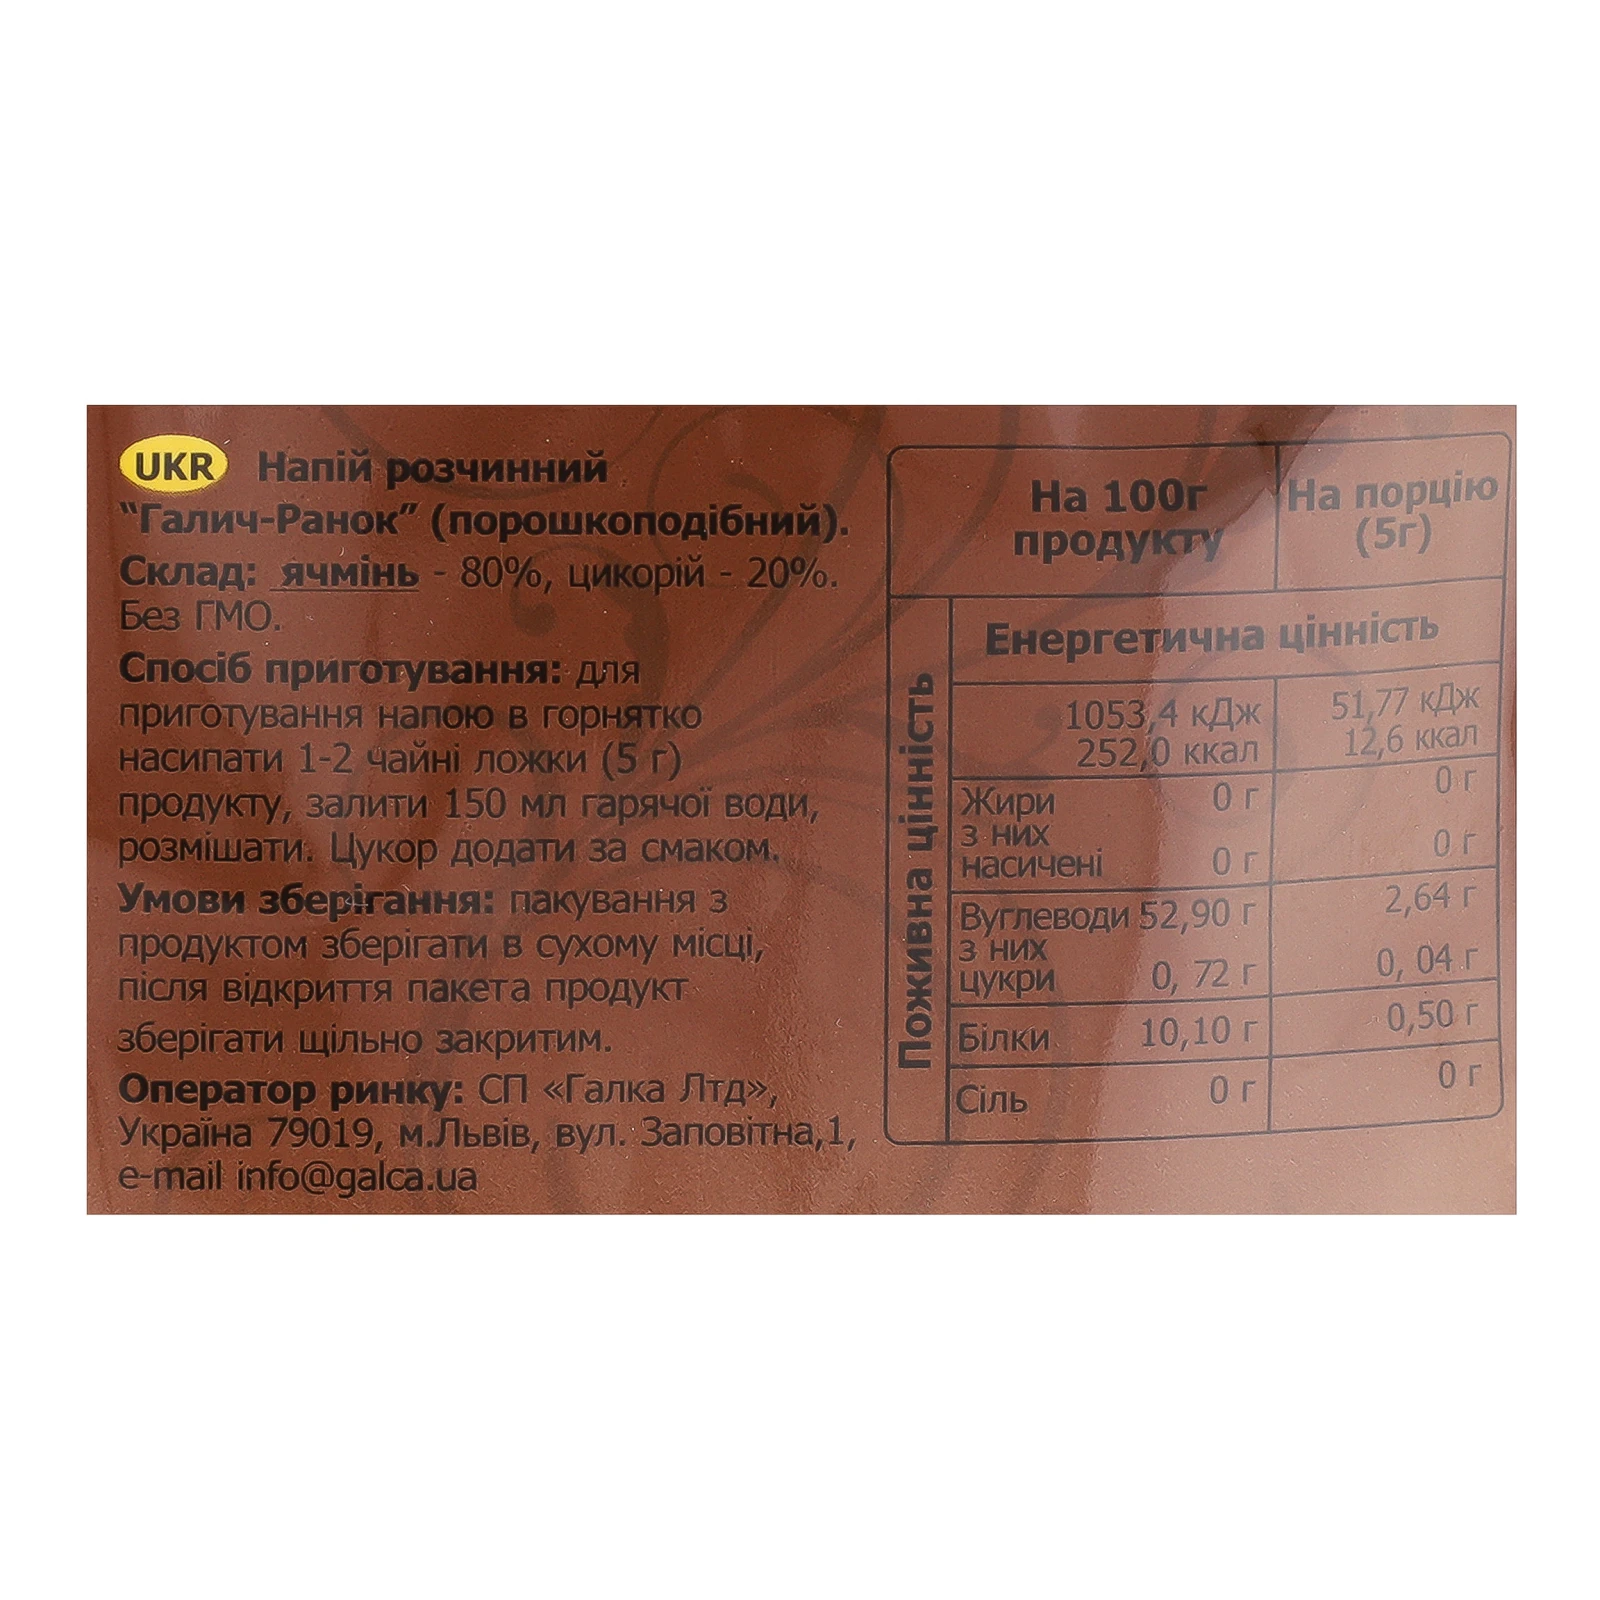 UKR Напій розчинний
“Галич-Ранок” (порошкоподібний).
Склад: ячмінь - 80%, цикорій - 20%.
Без ГМО.
Спосіб приготування: для
приготування напою в горнятко
насипати 1-2 чайні ложки (5 г)
продукту, залити 150 мл гарячої води,
розмішати. Цукор додати за смаком.
Умови зберігання: пакування з
продуктом зберігати в сухому місці,
після відкриття пакета продукт
зберігати щільно закритим.
Оператор ринку: СП «Галка Лтд»,
Україна 79019, м.Львів, вул. Заповітна,1,
e-mail info@galca.ua
На 100г продукту
На порцію (5г)
Поживна цінність
Енергетична цінність
1053,4 кДж 51,77 кДж
252,0 ккал 12,6 ккал
Жири 0 г 0 г
з них
насичені 0 г 0 г
Вуглеводи 52,90 г 2,64 г
з них
цукри 0, 72 г 0, 04 г
Білки 10,10 г 0,50 г
Сіль 0 г 0 г